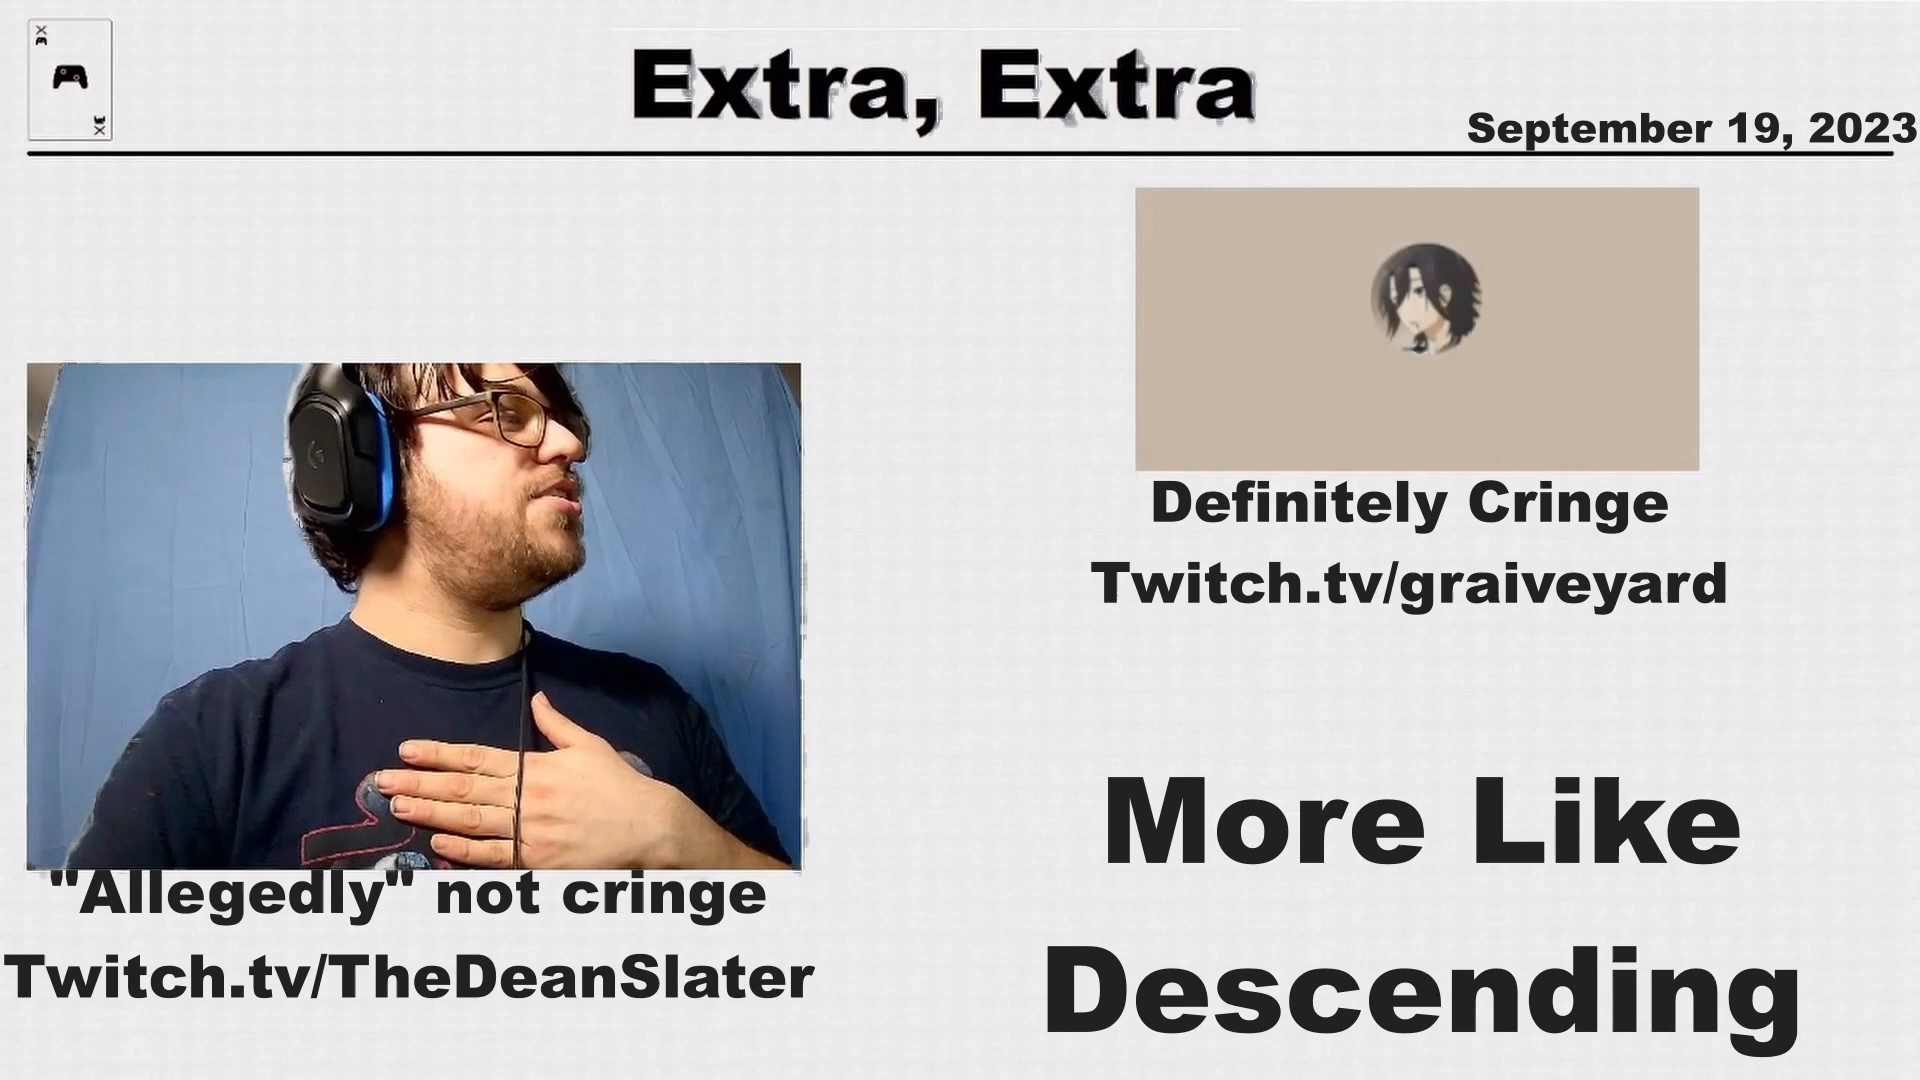 X
Extra, Extra
September 19, 2023
X
Definitely Cringe
Twitch.tv/graiveyard
"Allegedly" not cringe
Twitch.tv/TheDeanSlater
More Like
Descending